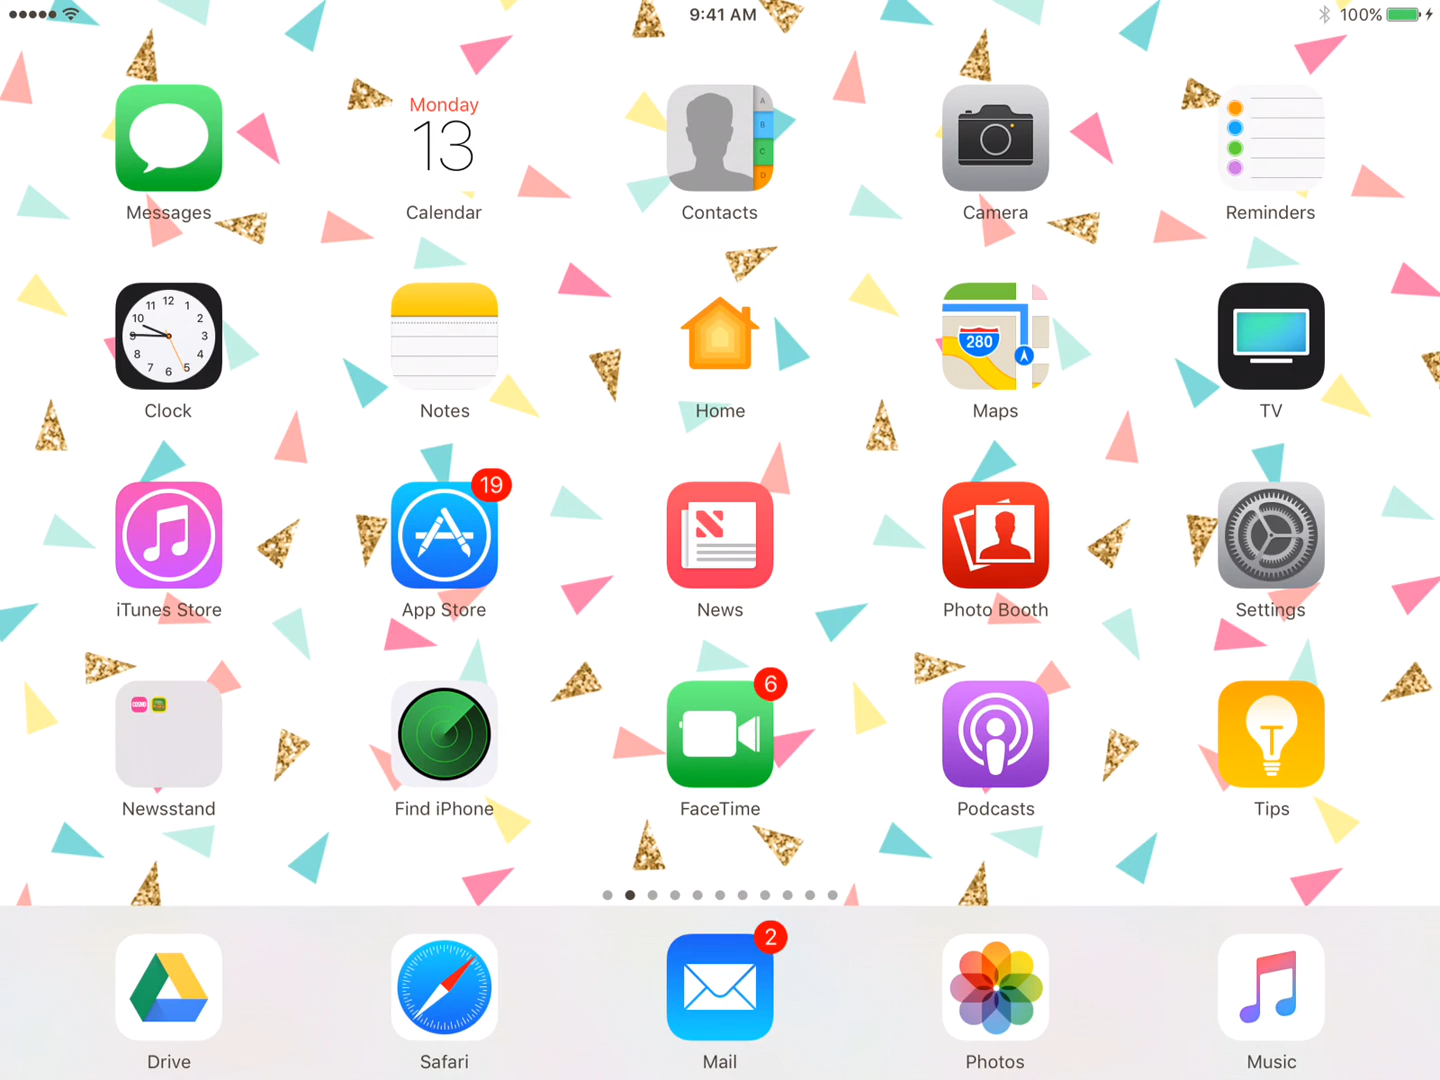 9:41 AM
100%
Monday
13
A
B
C
D
Messages
Calendar
Contacts
Camera
Reminders
12
11
1
10
2
9
3
8
4
7
5
6
280
Clock
Notes
Home
Maps
TV
19
iTunes Store
App Store
News
Photo Booth
Settings
COSMO
6
Newsstand
Find iPhone
FaceTime
Podcasts
Tips
2
Drive
Safari
Mail
Photos
Music